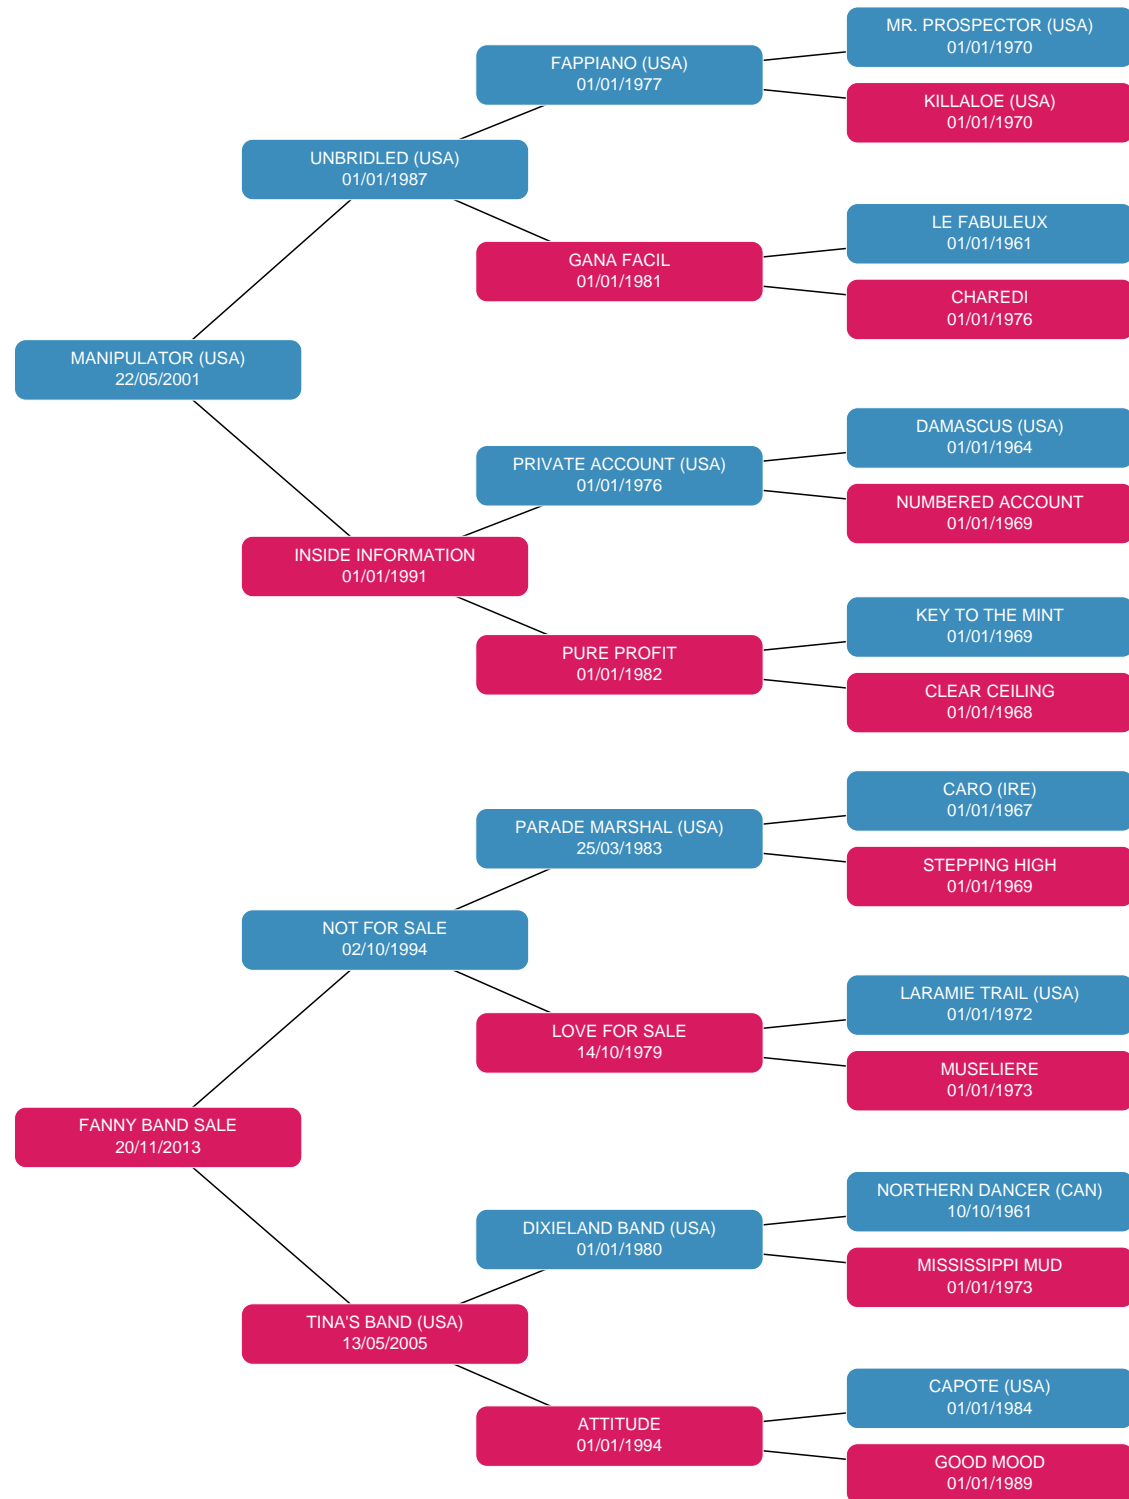 MR. PROSPECTOR (USA)
01/01/1970
FAPPIANO (USA)
01/01/1977
KILLALOE (USA)
01/01/1970
UNBRIDLED (USA)
01/01/1987
LE FABULEUX
01/01/1961
GANA FACIL
01/01/1981
CHAREDI
01/01/1976
MANIPULATOR (USA)
22/05/2001
DAMASCUS (USA)
01/01/1964
PRIVATE ACCOUNT (USA)
01/01/1976
NUMBERED ACCOUNT
01/01/1969
INSIDE INFORMATION
01/01/1991
KEY TO THE MINT
01/01/1969
PURE PROFIT
01/01/1982
CLEAR CEILING
01/01/1968
CARO (IRE)
01/01/1967
PARADE MARSHAL (USA)
25/03/1983
STEPPING HIGH
01/01/1969
NOT FOR SALE
02/10/1994
LARAMIE TRAIL (USA)
01/01/1972
LOVE FOR SALE
14/10/1979
MUSELIERE
01/01/1973
FANNY BAND SALE
20/11/2013
NORTHERN DANCER (CAN)
10/10/1961
DIXIELAND BAND (USA)
01/01/1980
MISSISSIPPI MUD
01/01/1973
TINA'S BAND (USA)
13/05/2005
CAPOTE (USA)
01/01/1984
ATTITUDE
01/01/1994
GOOD MOOD
01/01/1989